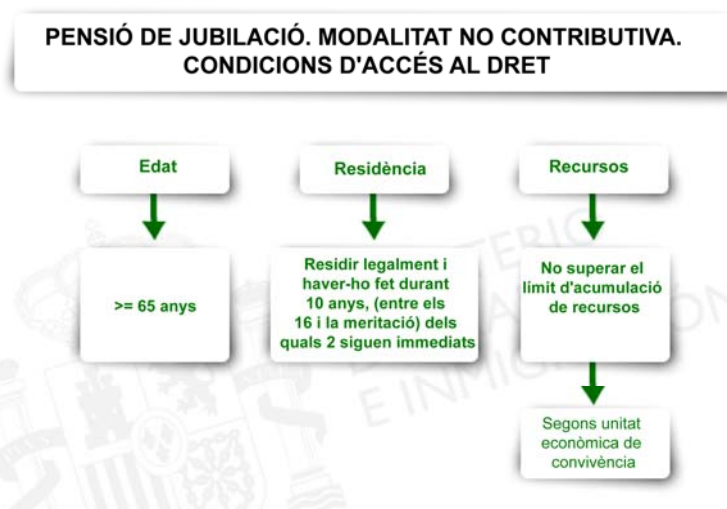 PENSIÓ DE JUBILACIÓ. MODALITAT NO CONTRIBUTIVA.
CONDICIONS D'ACCÉS AL DRET
Edat
Residència
Recursos
>= 65 anys
Residir legalment i
haver-ho fet durant
10 anys, (entre els
16 i la meritació) dels
quals 2 siguen immediats
No superar el
límit d'acumulació
de recursos
Segons unitat
econòmica de
convivència
E INMIG